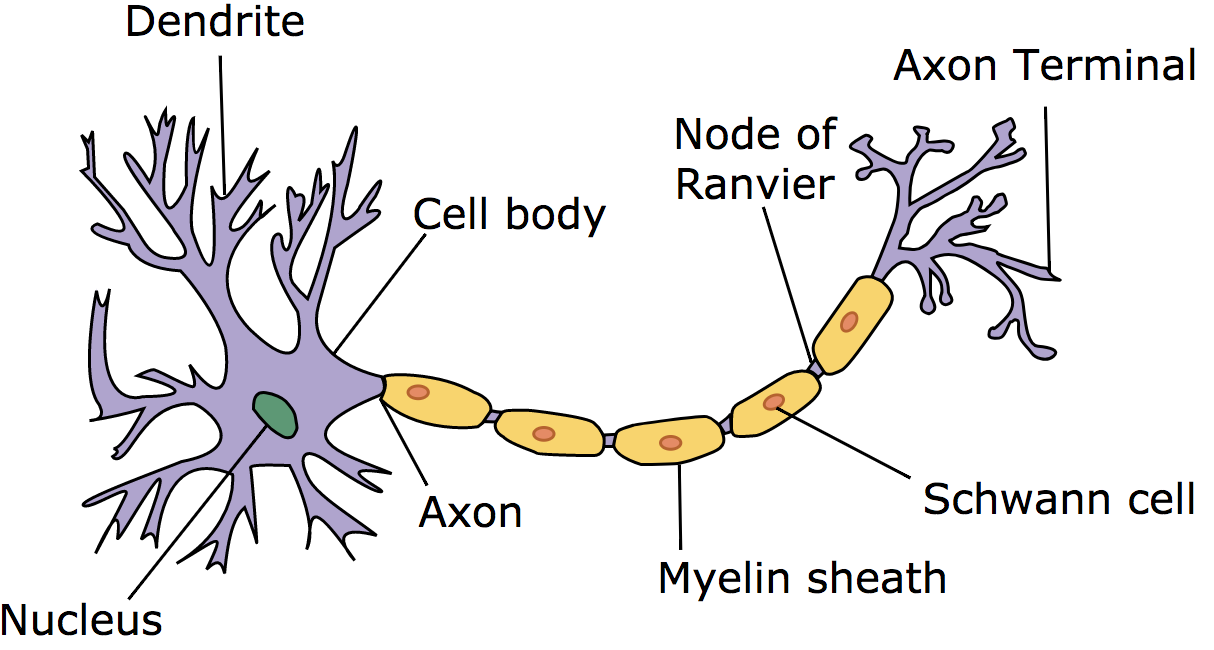 Dendrite
Axon Terminal
Node of
Ranvier
Cell body
Axon
Schwann cell
Myelin sheath
Nucleus